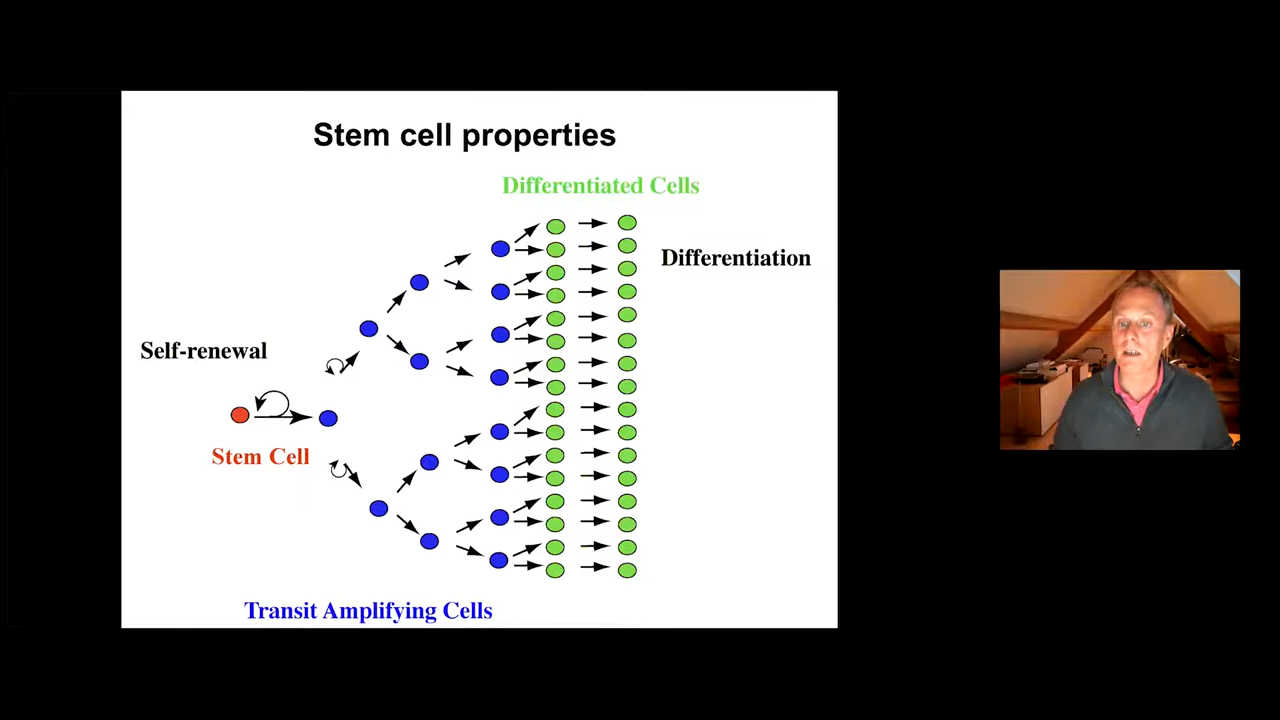 Stem cell properties
Differentiated Cells
Differentiation
Self-renewal
Stem Cell
Transit Amplifying Cells